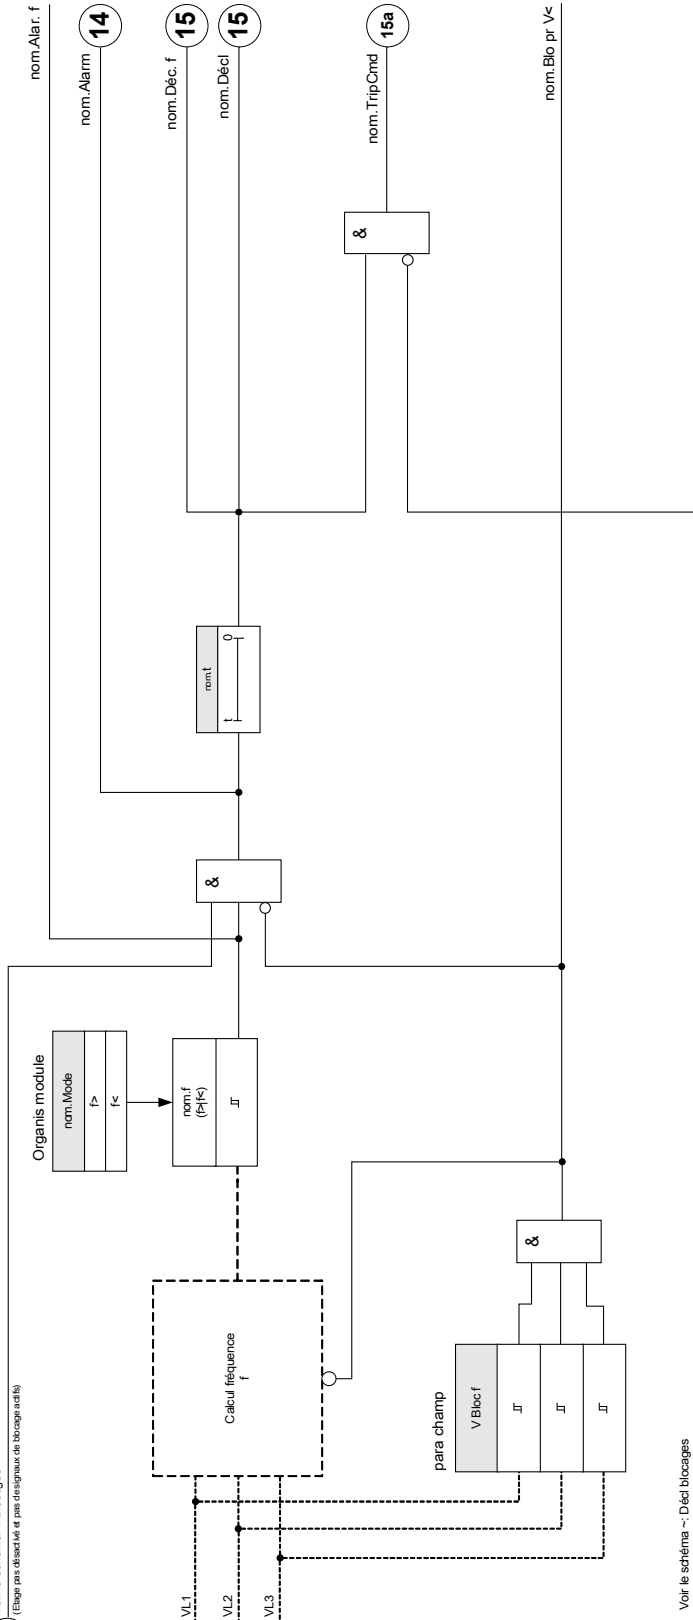 nom.Alar. f
14
nom.Alarm
15
nom.Déc. f
15
nom.Décl
15a
nom.TripCmd
nom.Blo pr V<
&
nom.t
t
0
&
Organis module
nom.Mode
f>
f<
nom.f
(f>|f<)
Calcul fréquence
f
&
para champ
V Bloc f
(Etage pas désactivé et pas de signaux de blocage actifs)
VL1
VL2
VL3
Voir le schéma ~: Décl blocages